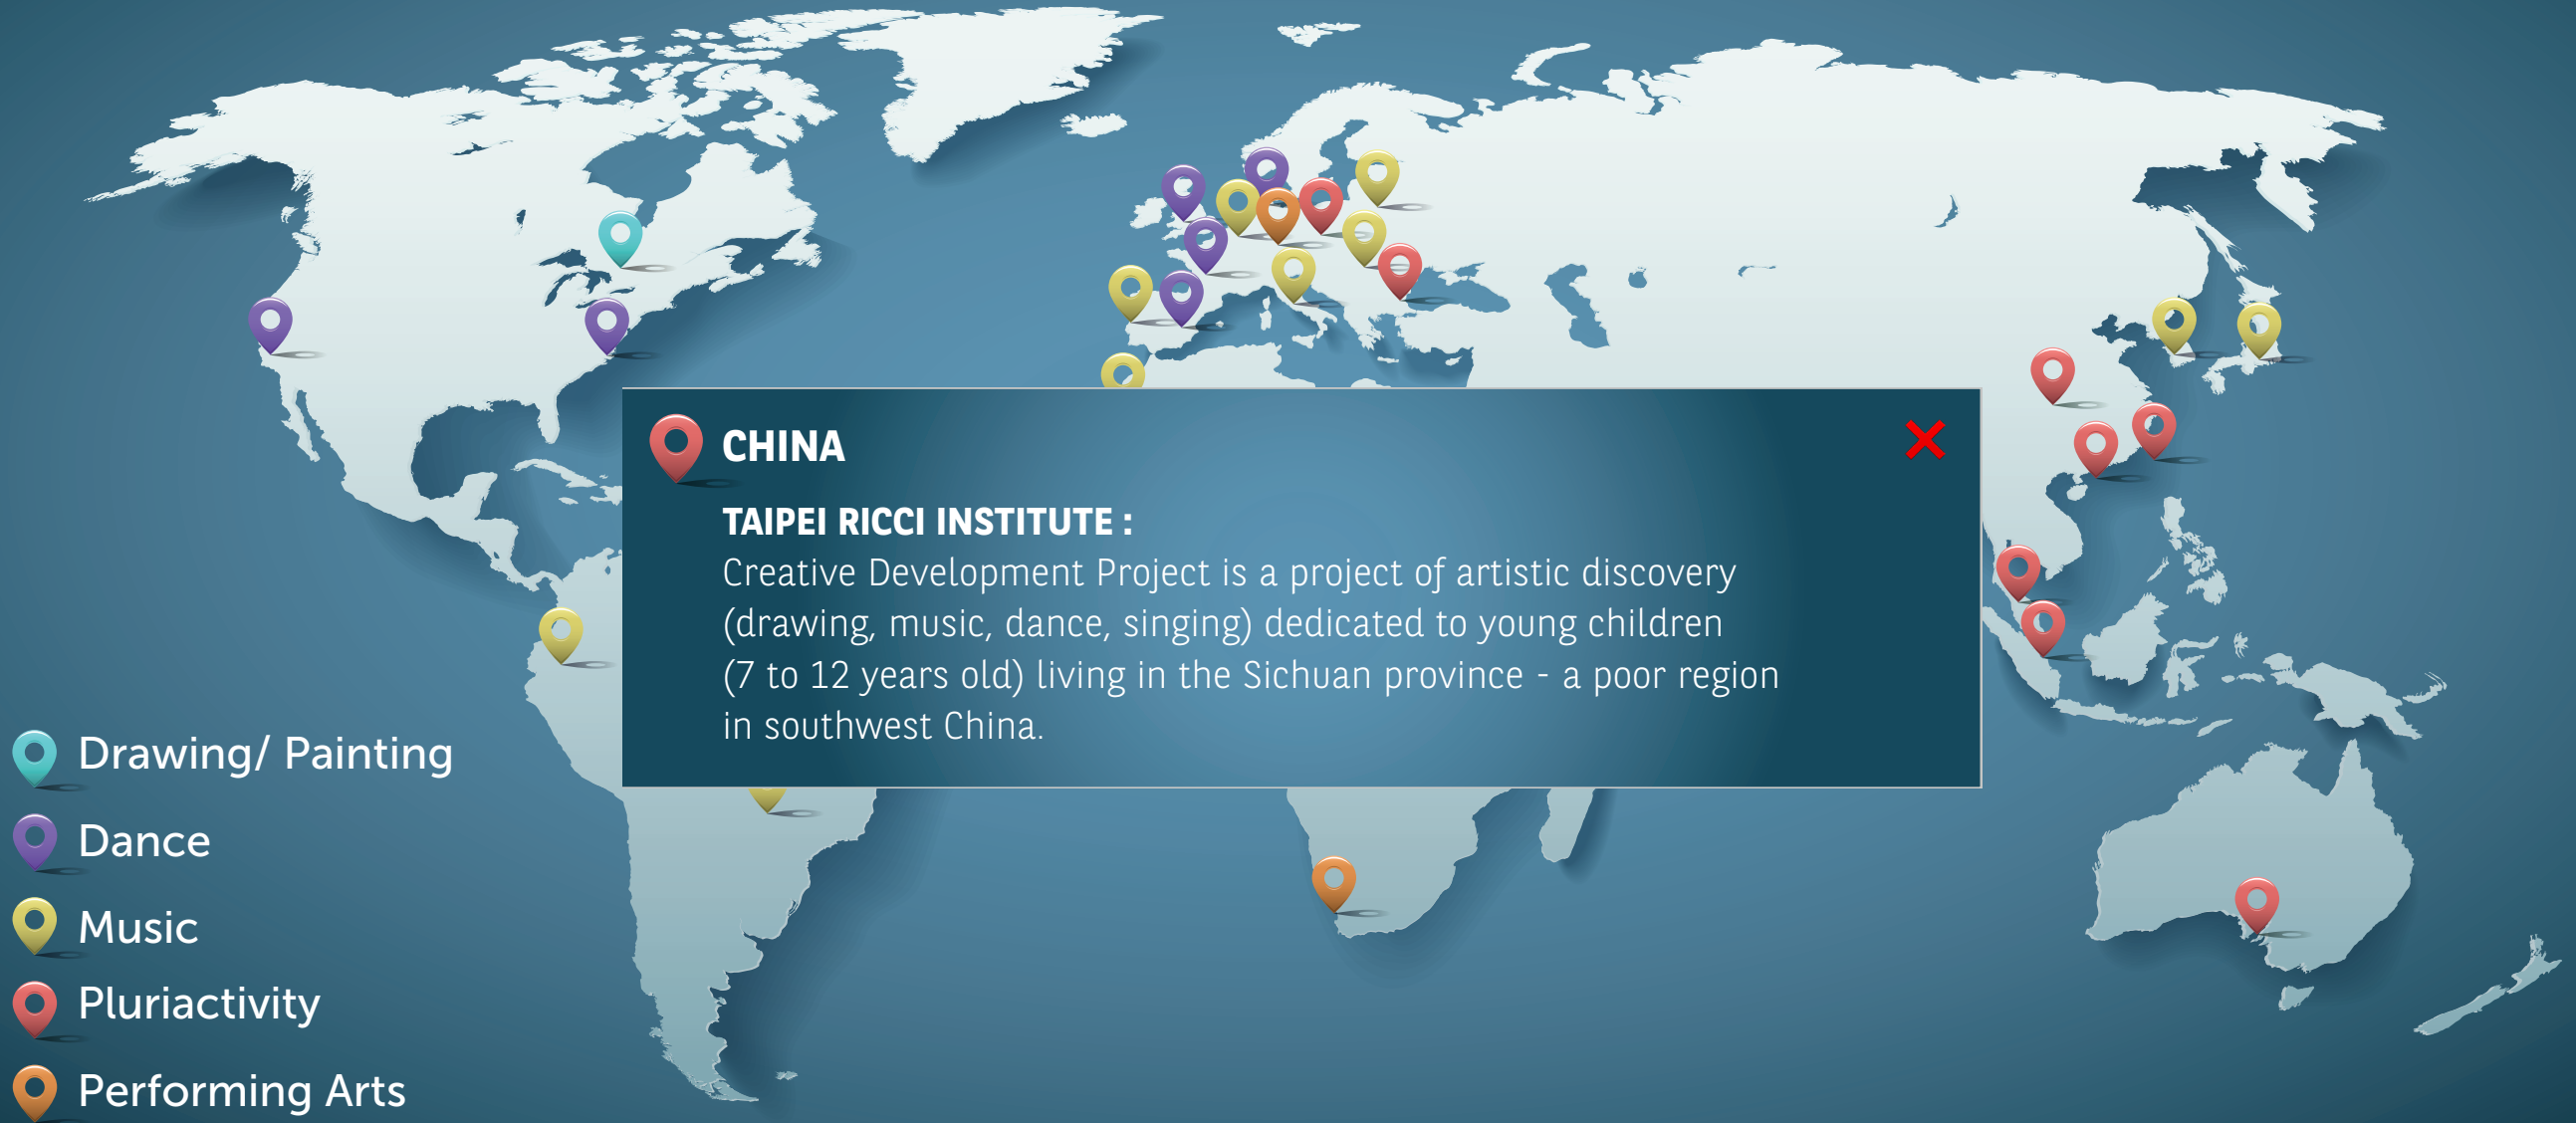 CHINA
TAIPEI RICCI INSTITUTE :
Creative Development Project is a project of artistic discovery
(drawing, music, dance, singing) dedicated to young children
(7 to 12 years old) living in the Sichuan province - a poor region
in southwest China.
Drawing/ Painting
Dance
Music
Pluriactivity
Performing Arts